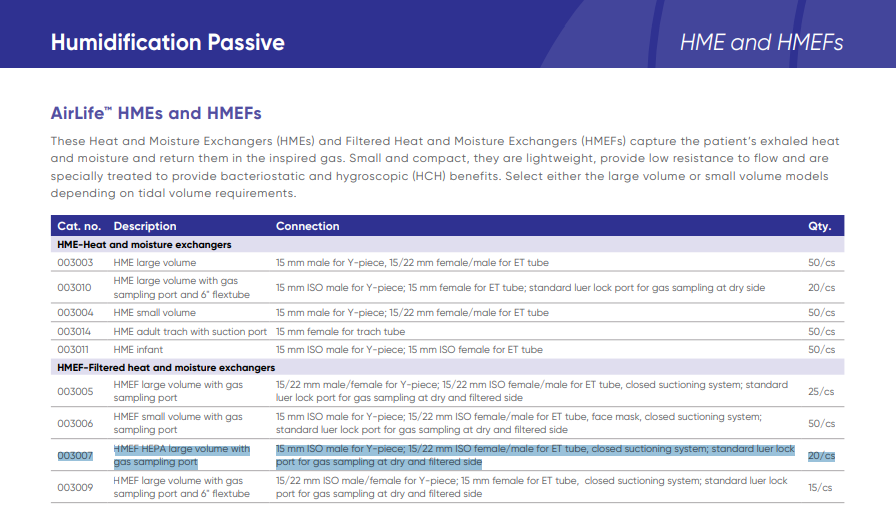 Humidification Passive
HME and HMEFs
AirLife™ HMEs and HMEFs
These Heat and Moisture Exchangers (HMEs) and Filtered Heat and Moisture Exchangers (HMEFs) capture the patient's exhaled heat
and moisture and return them in the inspired gas. Small and compact, they are lightweight, provide low resistance to flow and are
specially treated to provide bacteriostatic and hygroscopic (HCH) benefits. Select either the large volume or small volume models
depending on tidal volume requirements.
Cat. no. Description Connection Qty.
HME-Heat and moisture exchangers
003003 HME large volume 15 mm male for Y-piece, 15/22 mm female/male for ET tube 50/cs
003010 HME large volume with gas
sampling port and 6" flextube 15 mm ISO male for Y-piece; 15 mm female for ET tube; standard luer lock port for gas sampling at dry side 20/cs
003004 HME small volume 15 mm male for Y-piece; 15/22 mm female/male for ET tube 50/cs
003014 HME adult trach with suction port 15 mm female for trach tube 50/cs
003011 HME infant 15 mm ISO male for Y-piece; 15 mm ISO female for ET tube 50/cs
HMEF-Filtered heat and moisture exchangers
003005 HMEF large volume with gas
sampling port 15/22 mm male/female for Y-piece; 15/22 mm ISO female/male for ET tube, closed suctioning system; standard
luer lock port for gas sampling at dry and filtered side 25/cs
003006 HMEF small volume with gas
sampling port 15 mm ISO male for Y-piece; 15/22 mm ISO female/male for ET tube, face mask, closed suctioning system;
standard luer lock port for gas sampling at dry and filtered side 50/cs
003007 HMEF HEPA large volume with
gas sampling port 15 mm ISO male for Y-piece; 15/22 mm ISO female/male for ET tube, closed suctioning system; standard luer lock
port for gas sampling at dry and filtered side 20/cs
003009 HMEF large volume with gas
sampling port and 6" flextube 15/22 mm ISO male/female for Y-piece; 15 mm female for ET tube, closed suctioning system; standard luer lock
port for gas sampling at dry and filtered side 15/cs